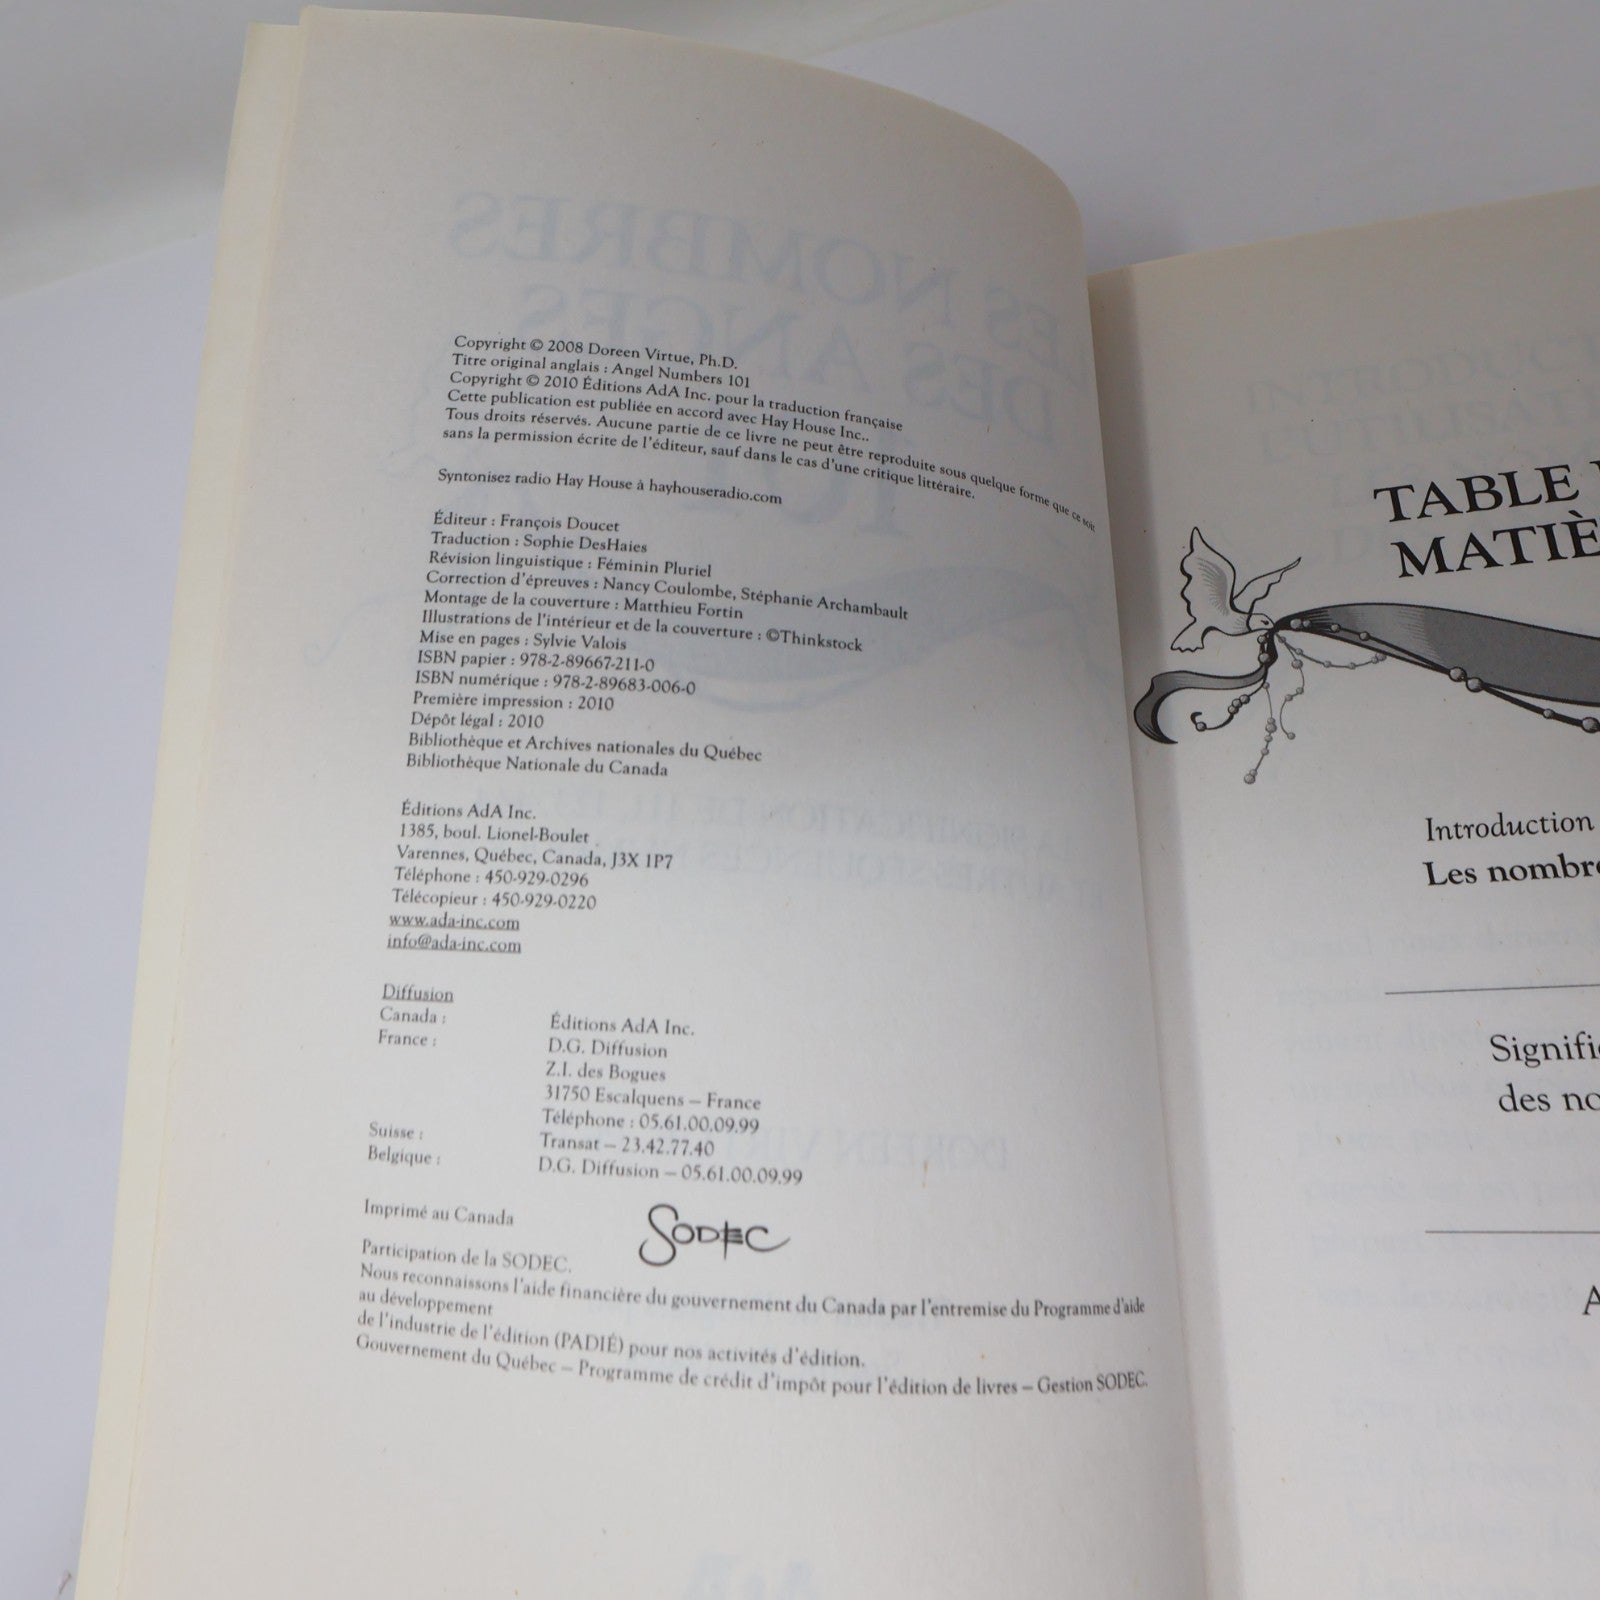 Copyright © 2008 Doreen Virtue, Ph.D.
Titre original anglais : Angel Numbers 101
Copyright © 2010 Éditions AdA Inc. pour la traduction française
Cette publication est publiée en accord avec Hay House Inc..
Tous droits réservés. Aucune partie de ce livre ne peut être reproduite sous quelque forme que ce soit
sans la permission écrite de l'éditeur, sauf dans le cas d'une critique littéraire.
Syntonisez radio Hay House à hayhouseradio.com
Éditeur : François Doucet
Traduction : Sophie DesHaies
Révision linguistique : Féminin Pluriel
Correction d'épreuves : Nancy Coulombe, Stéphanie Archambault
Montage de la couverture : Matthieu Fortin
Illustrations de l'intérieur et de la couverture : ©Thinkstock
Mise en pages : Sylvie Valois
ISBN papier : 978-2-89667-211-0
ISBN numérique : 978-2-89683-006-0
Première impression : 2010
Dépôt légal : 2010
Bibliothèque et Archives nationales du Québec
Bibliothèque Nationale du Canada
Éditions AdA Inc.
1385, boul. Lionel-Boulet
Varennes, Québec, Canada, J3X 1P7
Téléphone : 450-929-0296
Télécopieur : 450-929-0220
www.ada-inc.com
info@ada-inc.com
Diffusion
Canada : Éditions AdA Inc.
France : D.G. Diffusion
Z.I. des Bogues
31750 Escalquens – France
Téléphone : 05.61.00.09.99
Suisse : Transat – 23.42.77.40
Belgique : D.G. Diffusion – 05.61.00.09.99
Imprimé au Canada
SODEC
Participation de la SODEC.
Nous reconnaissons l'aide financière du gouvernement du Canada par l'entremise du Programme d'aide
au développement
de l'industrie de l'édition (PADIÉ) pour nos activités d'édition.
Gouvernement du Québec – Programme de crédit d'impôt pour l'édition de livres – Gestion SODEC.
TABLE
MATIÈ
Introduction
Les nombre
Signifi
des no
A